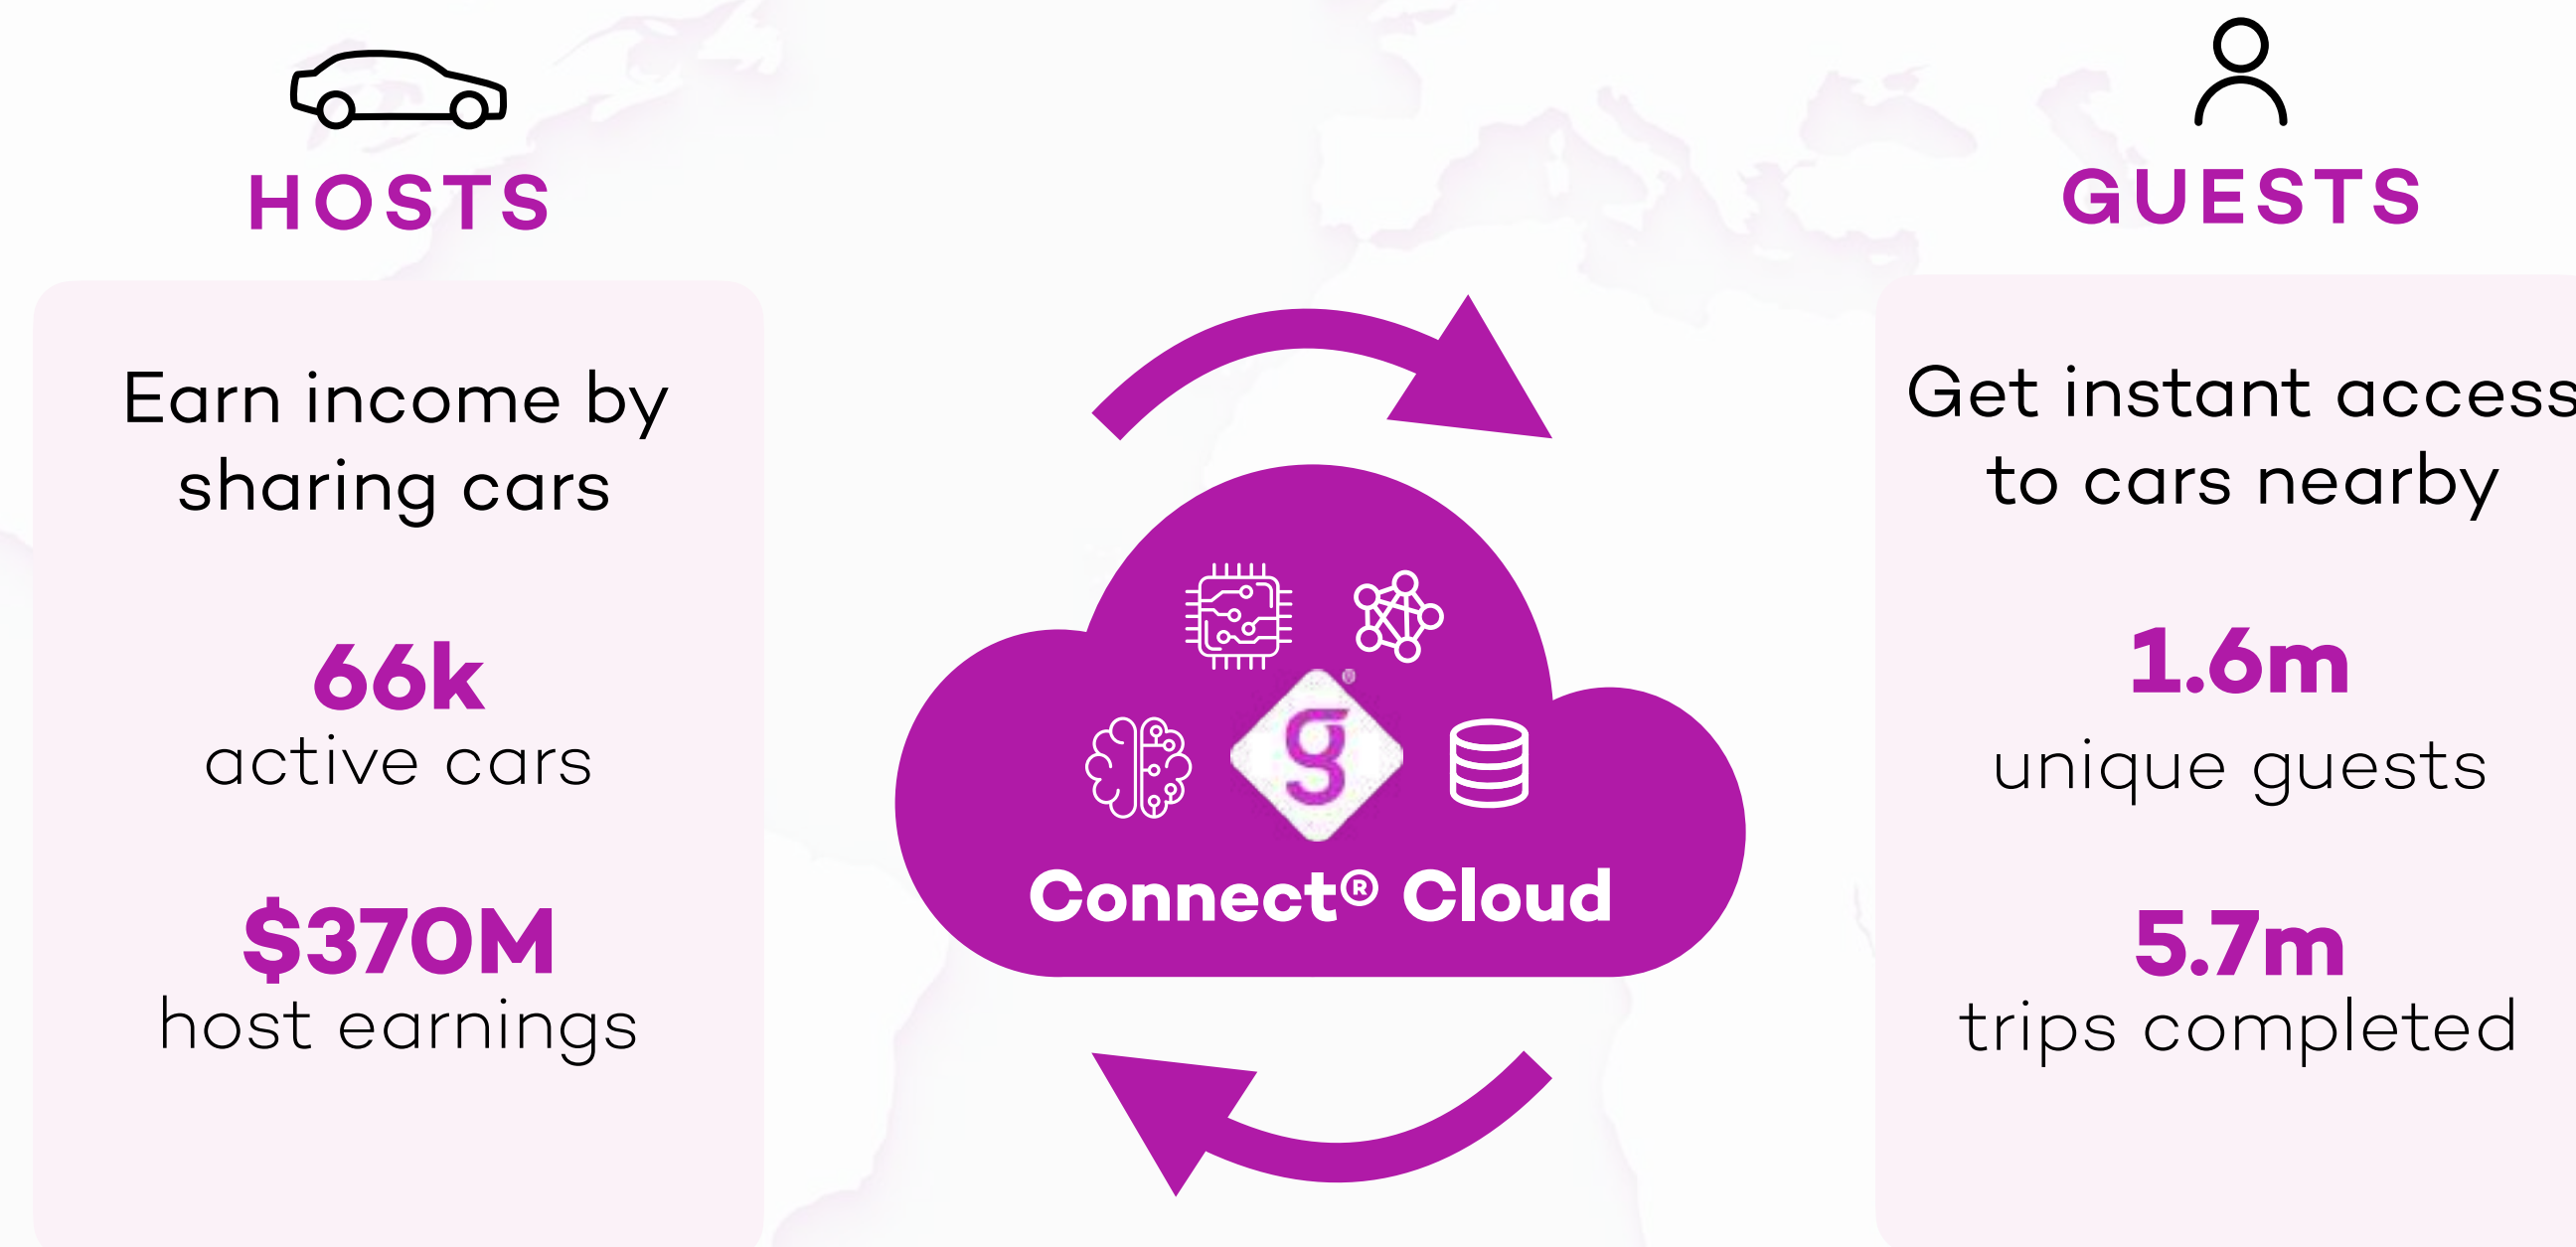 HOSTS
Earn income by
sharing cars
66k
active cars
$370M
host earnings
®
g
Connect® Cloud
GUESTS
Get instant access
to cars nearby
1.6m
unique guests
5.7m
trips completed